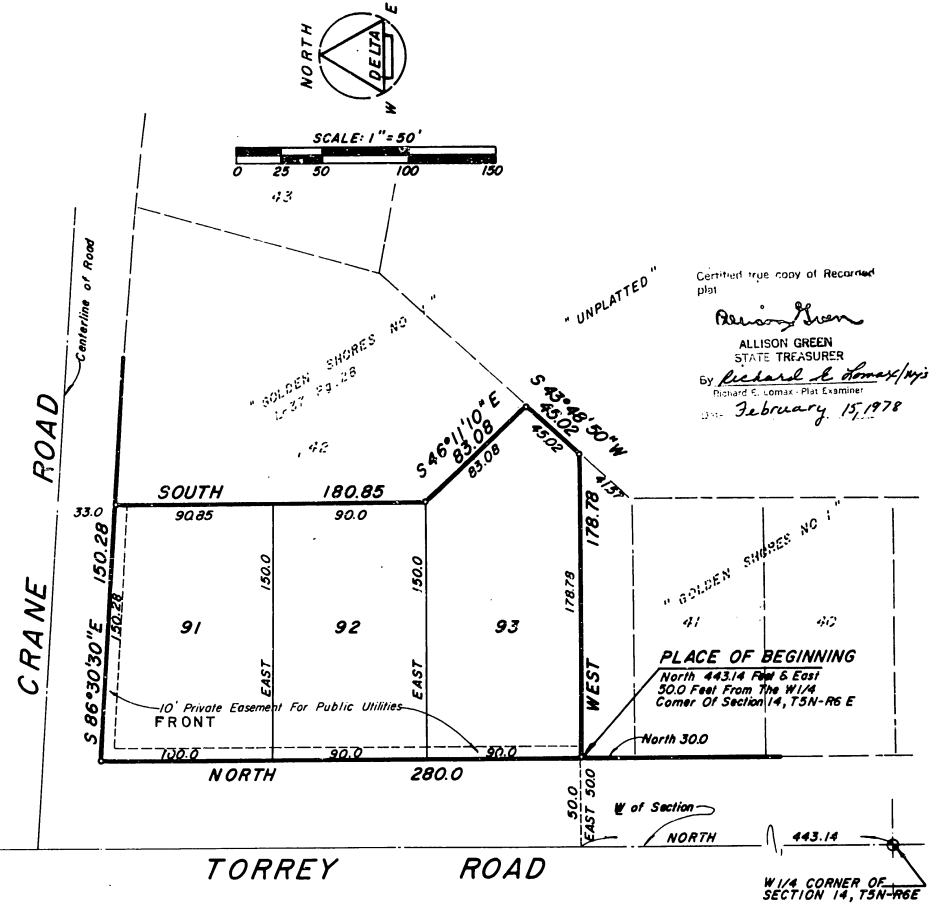 NORTH
DELTA
E
W
SCALE: 1"=50'
0 25 50 100 150
43
Centerline of Road
"GOLDEN SHORES NO 1"
L-37 Pg. 28
42
"UNPLATTED"
Certified true copy of Recorded
plat
ALLISON GREEN
STATE TREASURER
By Richard E Lomax
Richard E. Lomax - Plat Examiner
February 15, 1978
CRANE ROAD
33.0
S 86°30'30"E 150.28
150.28
SOUTH 180.85
90.85 90.0
S 46°11'10" E
83.08
83.08
S 43°48'50" W
45.02
45.02
41.37
WEST 178.78
178.78
EAST 150.0
EAST 150.0
91
92
93
"GOLDEN SHORES NO 1"
41
40
PLACE OF BEGINNING
North 443.14 Feet & East
50.0 Feet From The W1/4
Corner Of Section 14, T5N-R6E
10' Private Easement For Public Utilities
FRONT
100.0 90.0 90.0
NORTH 280.0
North 30.0
50.0
EAST 50.0
W of Section
NORTH 443.14
TORREY ROAD
W1/4 CORNER OF
SECTION 14, T5N-R6E